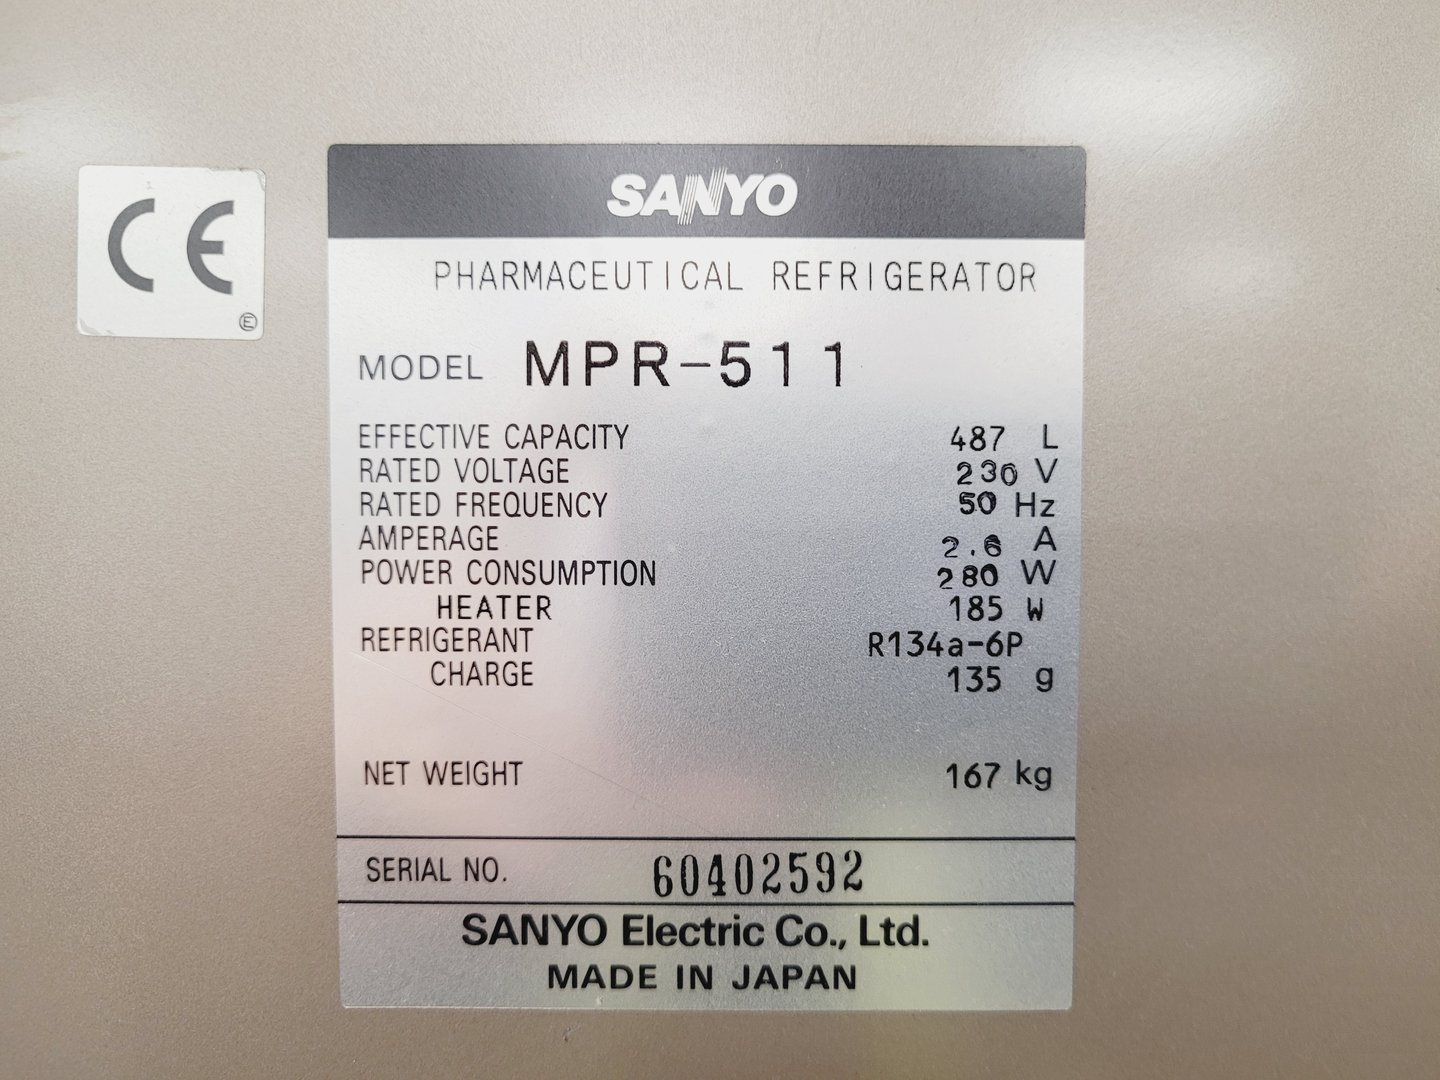 CE
E
SANYO
PHARMACEUTICAL REFRIGERATOR
MODEL MPR-511
EFFECTIVE CAPACITY 487 L
RATED VOLTAGE 230 V
RATED FREQUENCY 50 Hz
AMPERAGE 2.6 A
POWER CONSUMPTION 280 W
HEATER 185 W
REFRIGERANT R134a-6P
CHARGE 135 g
NET WEIGHT 167 kg
SERIAL NO. 60402592
SANYO Electric Co., Ltd.
MADE IN JAPAN